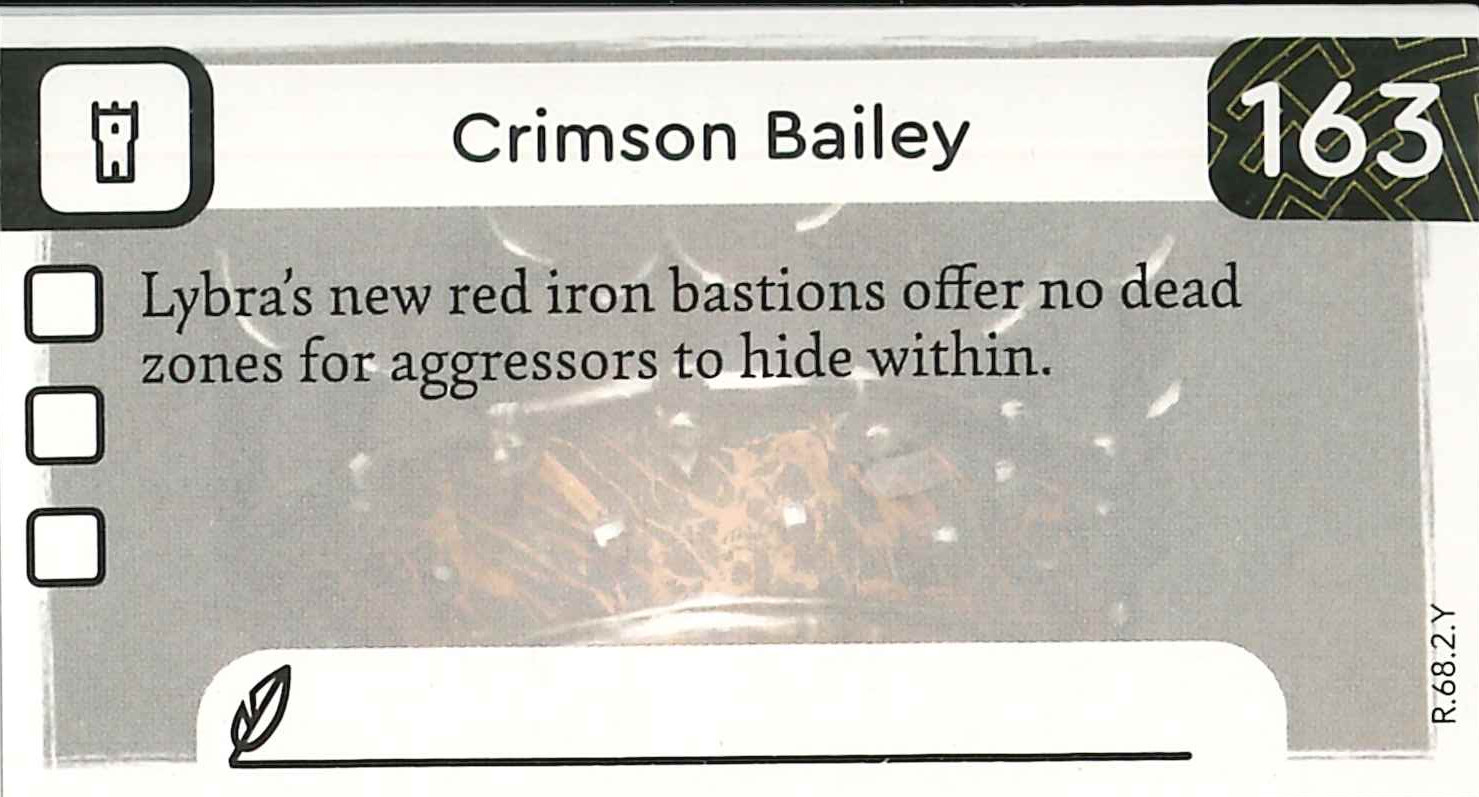 Crimson Bailey
163
Lybra's new red iron bastions offer no dead
zones for aggressors to hide within.
R.68.2.Y